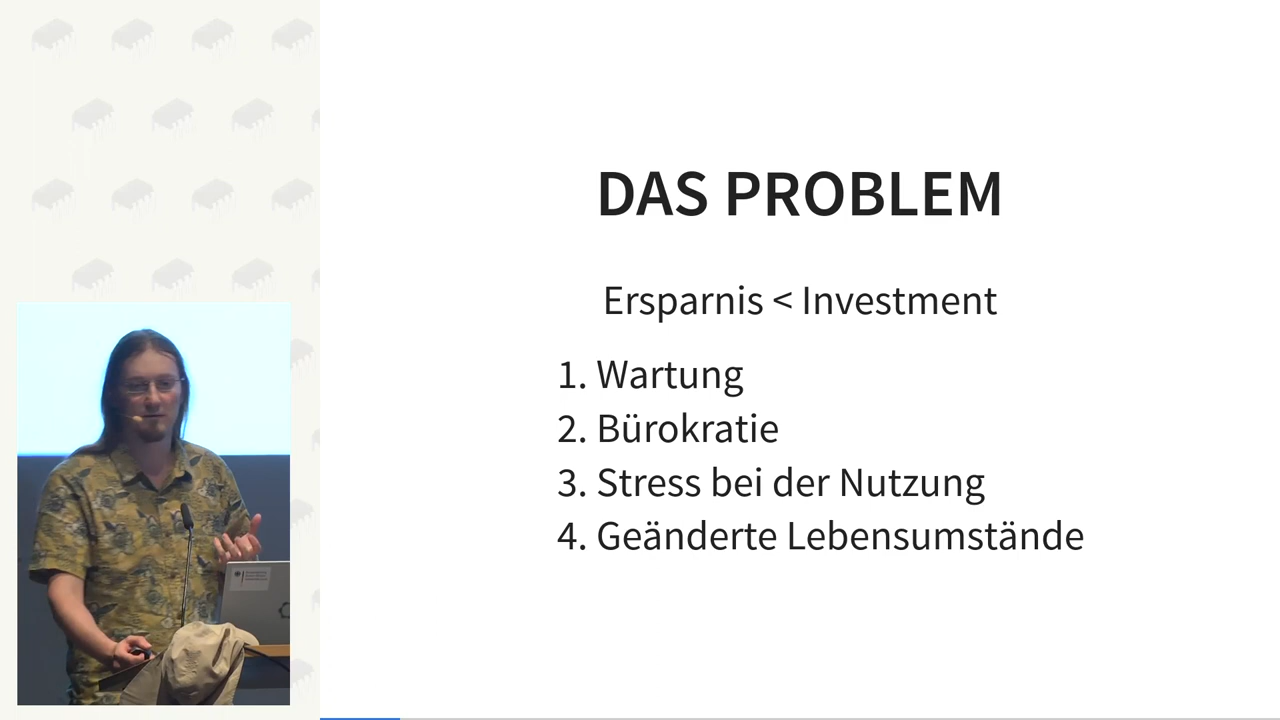 DAS PROBLEM
Ersparnis < Investment
1. Wartung
2. Bürokratie
3. Stress bei der Nutzung
4. Geänderte Lebensumstände